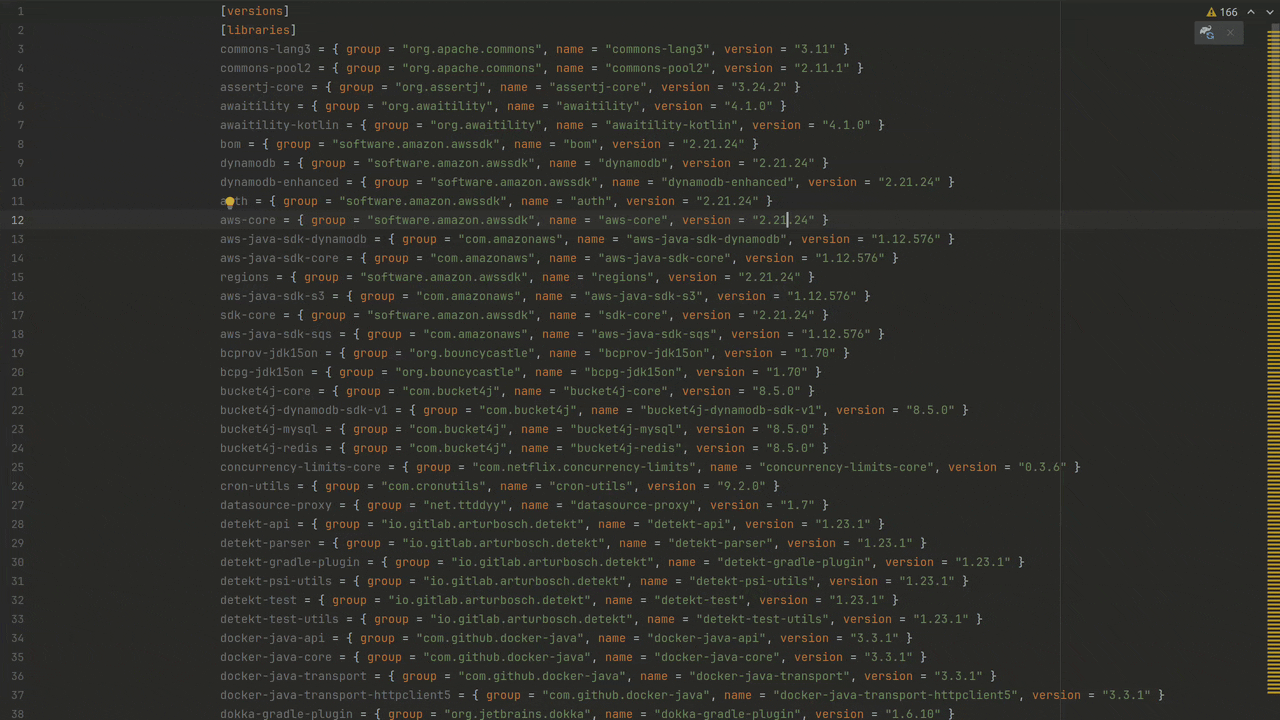 166
1 [versions]
2 [libraries]
3 commons-lang3 = { group = "org.apache.commons", name = "commons-lang3", version = "3.11" }
4 commons-pool2 = { group = "org.apache.commons", name = "commons-pool2", version = "2.11.1" }
5 assertj-core = { group = "org.assertj", name = "assertj-core", version = "3.24.2" }
6 awaitility = { group = "org.awaitility", name = "awaitility", version = "4.1.0" }
7 awaitility-kotlin = { group = "org.awaitility", name = "awaitility-kotlin", version = "4.1.0" }
8 bom = { group = "software.amazon.awssdk", name = "bom", version = "2.21.24" }
9 dynamodb = { group = "software.amazon.awssdk", name = "dynamodb", version = "2.21.24" }
10 dynamodb-enhanced = { group = "software.amazon.awssdk", name = "dynamodb-enhanced", version = "2.21.24" }
11 auth = { group = "software.amazon.awssdk", name = "auth", version = "2.21.24" }
12 aws-core = { group = "software.amazon.awssdk", name = "aws-core", version = "2.21.24" }
13 aws-java-sdk-dynamodb = { group = "com.amazonaws", name = "aws-java-sdk-dynamodb", version = "1.12.576" }
14 aws-java-sdk-core = { group = "com.amazonaws", name = "aws-java-sdk-core", version = "1.12.576" }
15 regions = { group = "software.amazon.awssdk", name = "regions", version = "2.21.24" }
16 aws-java-sdk-s3 = { group = "com.amazonaws", name = "aws-java-sdk-s3", version = "1.12.576" }
17 sdk-core = { group = "software.amazon.awssdk", name = "sdk-core", version = "2.21.24" }
18 aws-java-sdk-sqs = { group = "com.amazonaws", name = "aws-java-sdk-sqs", version = "1.12.576" }
19 bcprov-jdk15on = { group = "org.bouncycastle", name = "bcprov-jdk15on", version = "1.70" }
20 bcpg-jdk15on = { group = "org.bouncycastle", name = "bcpg-jdk15on", version = "1.70" }
21 bucket4j-core = { group = "com.bucket4j", name = "bucket4j-core", version = "8.5.0" }
22 bucket4j-dynamodb-sdk-v1 = { group = "com.bucket4j", name = "bucket4j-dynamodb-sdk-v1", version = "8.5.0" }
23 bucket4j-mysql = { group = "com.bucket4j", name = "bucket4j-mysql", version = "8.5.0" }
24 bucket4j-redis = { group = "com.bucket4j", name = "bucket4j-redis", version = "8.5.0" }
25 concurrency-limits-core = { group = "com.netflix.concurrency-limits", name = "concurrency-limits-core", version = "0.3.6" }
26 cron-utils = { group = "com.cronutils", name = "cron-utils", version = "9.2.0" }
27 datasource-proxy = { group = "net.ttddyy", name = "datasource-proxy", version = "1.7" }
28 detekt-api = { group = "io.gitlab.arturbosch.detekt", name = "detekt-api", version = "1.23.1" }
29 detekt-parser = { group = "io.gitlab.arturbosch.detekt", name = "detekt-parser", version = "1.23.1" }
30 detekt-gradle-plugin = { group = "io.gitlab.arturbosch.detekt", name = "detekt-gradle-plugin", version = "1.23.1" }
31 detekt-psi-utils = { group = "io.gitlab.arturbosch.detekt", name = "detekt-psi-utils", version = "1.23.1" }
32 detekt-test = { group = "io.gitlab.arturbosch.detekt", name = "detekt-test", version = "1.23.1" }
33 detekt-test-utils = { group = "io.gitlab.arturbosch.detekt", name = "detekt-test-utils", version = "1.23.1" }
34 docker-java-api = { group = "com.github.docker-java", name = "docker-java-api", version = "3.3.1" }
35 docker-java-core = { group = "com.github.docker-java", name = "docker-java-core", version = "3.3.1" }
36 docker-java-transport = { group = "com.github.docker-java", name = "docker-java-transport", version = "3.3.1" }
37 docker-java-transport-httpclient5 = { group = "com.github.docker-java", name = "docker-java-transport-httpclient5", version = "3.3.1" }
38 dokka-gradle-plugin = { group = "org.jetbrains.dokka", name = "dokka-gradle-plugin", version = "1.6.10" }